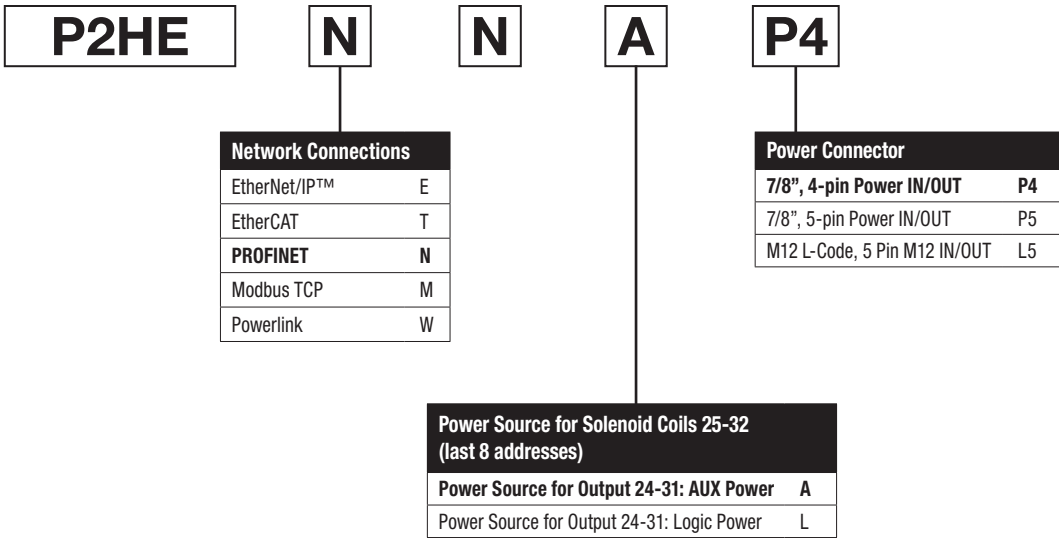 P2HE N N A P4
Network Connections
EtherNet/IP™ E
EtherCAT T
PROFINET N
Modbus TCP M
Powerlink W
Power Connector
7/8”, 4-pin Power IN/OUT P4
7/8”, 5-pin Power IN/OUT P5
M12 L-Code, 5 Pin M12 IN/OUT L5
Power Source for Solenoid Coils 25-32
(last 8 addresses)
Power Source for Output 24-31: AUX Power A
Power Source for Output 24-31: Logic Power L